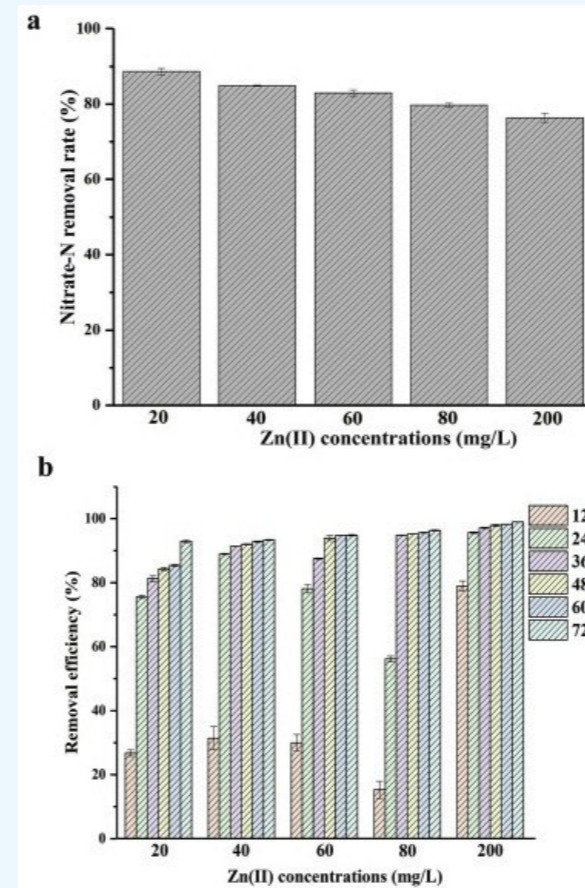 a
100
80
60
40
20
0
Nitrate-N removal rate (%)
20 40 60 80 200
Zn(II) concentrations (mg/L)
b
100
80
60
40
20
0
Removal efficiency (%)
12
24
36
48
60
72
20 40 60 80 200
Zn(II) concentrations (mg/L)